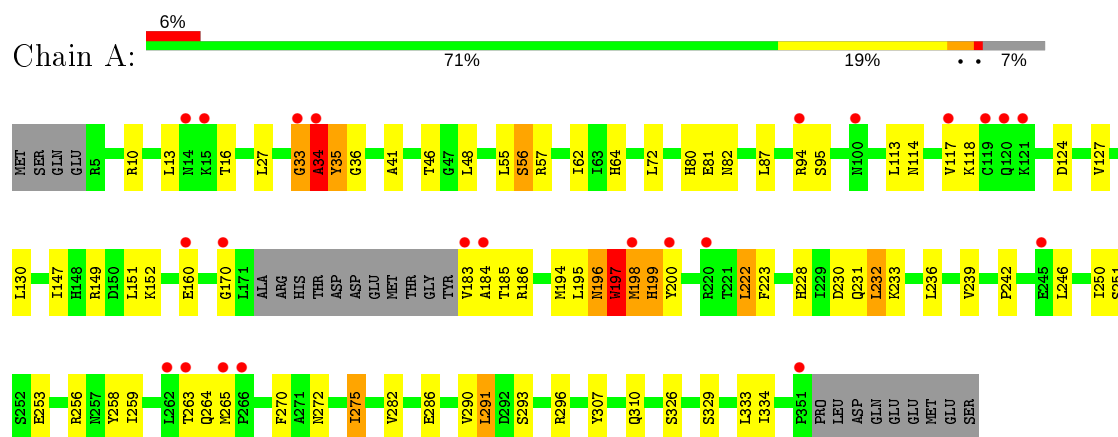 6%
Chain A:
71% 19% • • 7%
MET SER GLN GLU R5 R10 L13 N14 K15 T16 L27 G33 A34 Y35 G36 A41 T46 G47 L48 L55 S56 R57 I62 I63 H64 L72 H80 E81 N82 L87 R94 S95 N100 L113 N114 V117 K118 C119 Q120 K121 D124 V127
L130 I147 H148 R149 D150 L151 K152 E160 G170 L171 ALA ARG HIS THR ASP ASP GLU MET THR GLY TYR V183 A184 T185 R186 M194 L195 N196 W197 M198 H199 Y200 R220 T221 L222 F223 H228 I229 D230 Q231 L232 K233 L236 V239 P242 E245 L246 I250 S251
S252 E253 R256 N257 Y258 I259 L262 T263 Q264 M265 P266 F270 A271 N272 I275 V282 E286 V290 L291 D292 S293 R296 Y307 Q310 S326 S329 L333 I334 P351 PRO LEU ASP GLN GLU GLU MET GLU SER